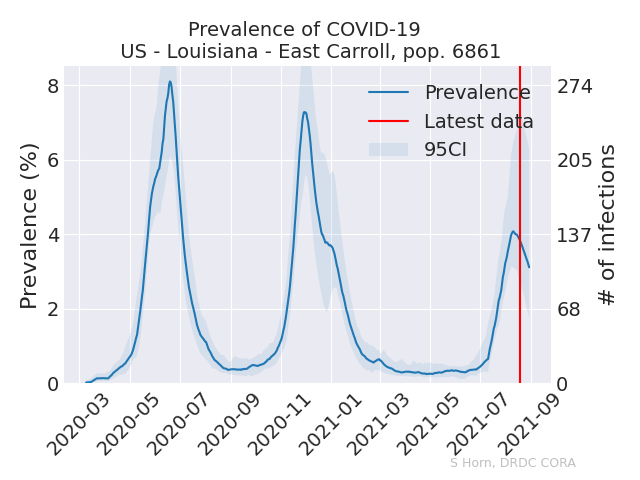 Prevalence of COVID-19
US - Louisiana - East Carroll, pop. 6861
Prevalence
Latest data
95CI
Prevalence (%)
8
6
4
2
0
274
205
137
68
0
# of infections
2020-03
2020-05
2020-07
2020-09
2020-11
2021-01
2021-03
2021-05
2021-07
2021-09
S Horn, DRDC CORA